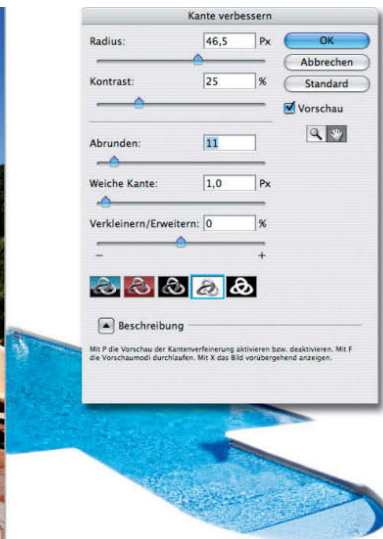 Kante verbessern
Radius: 46,5 Px
OK
Abbrechen
Kontrast: 25 %
Standard
Vorschau
Abrunden: 11
Weiche Kante: 1,0 Px
Verkleinern/Erweitern: 0 %
− +
Beschreibung
Mit P die Vorschau der Kantenverfeinerung aktivieren bzw. deaktivieren. Mit F
die Vorschaumodi durchlaufen. Mit X das Bild vorübergehend anzeigen.